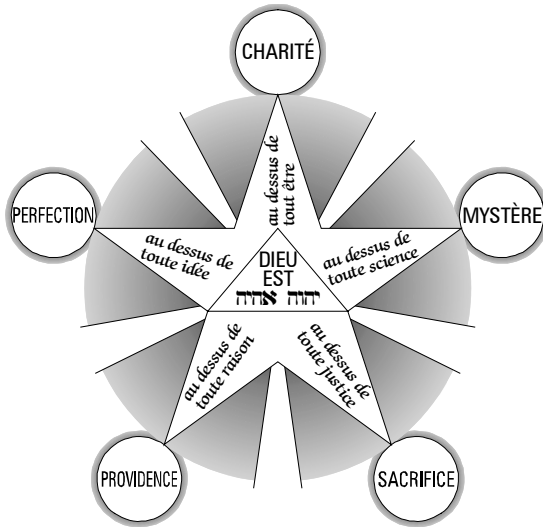 CHARITÉ
au dessus de
tout être
PERFECTION
MYSTÈRE
au dessus de
toute idée
au dessus de
toute science
DIEU
EST
יהוה אהיה
au dessus de
toute raison
au dessus de
toute justice
PROVIDENCE
SACRIFICE